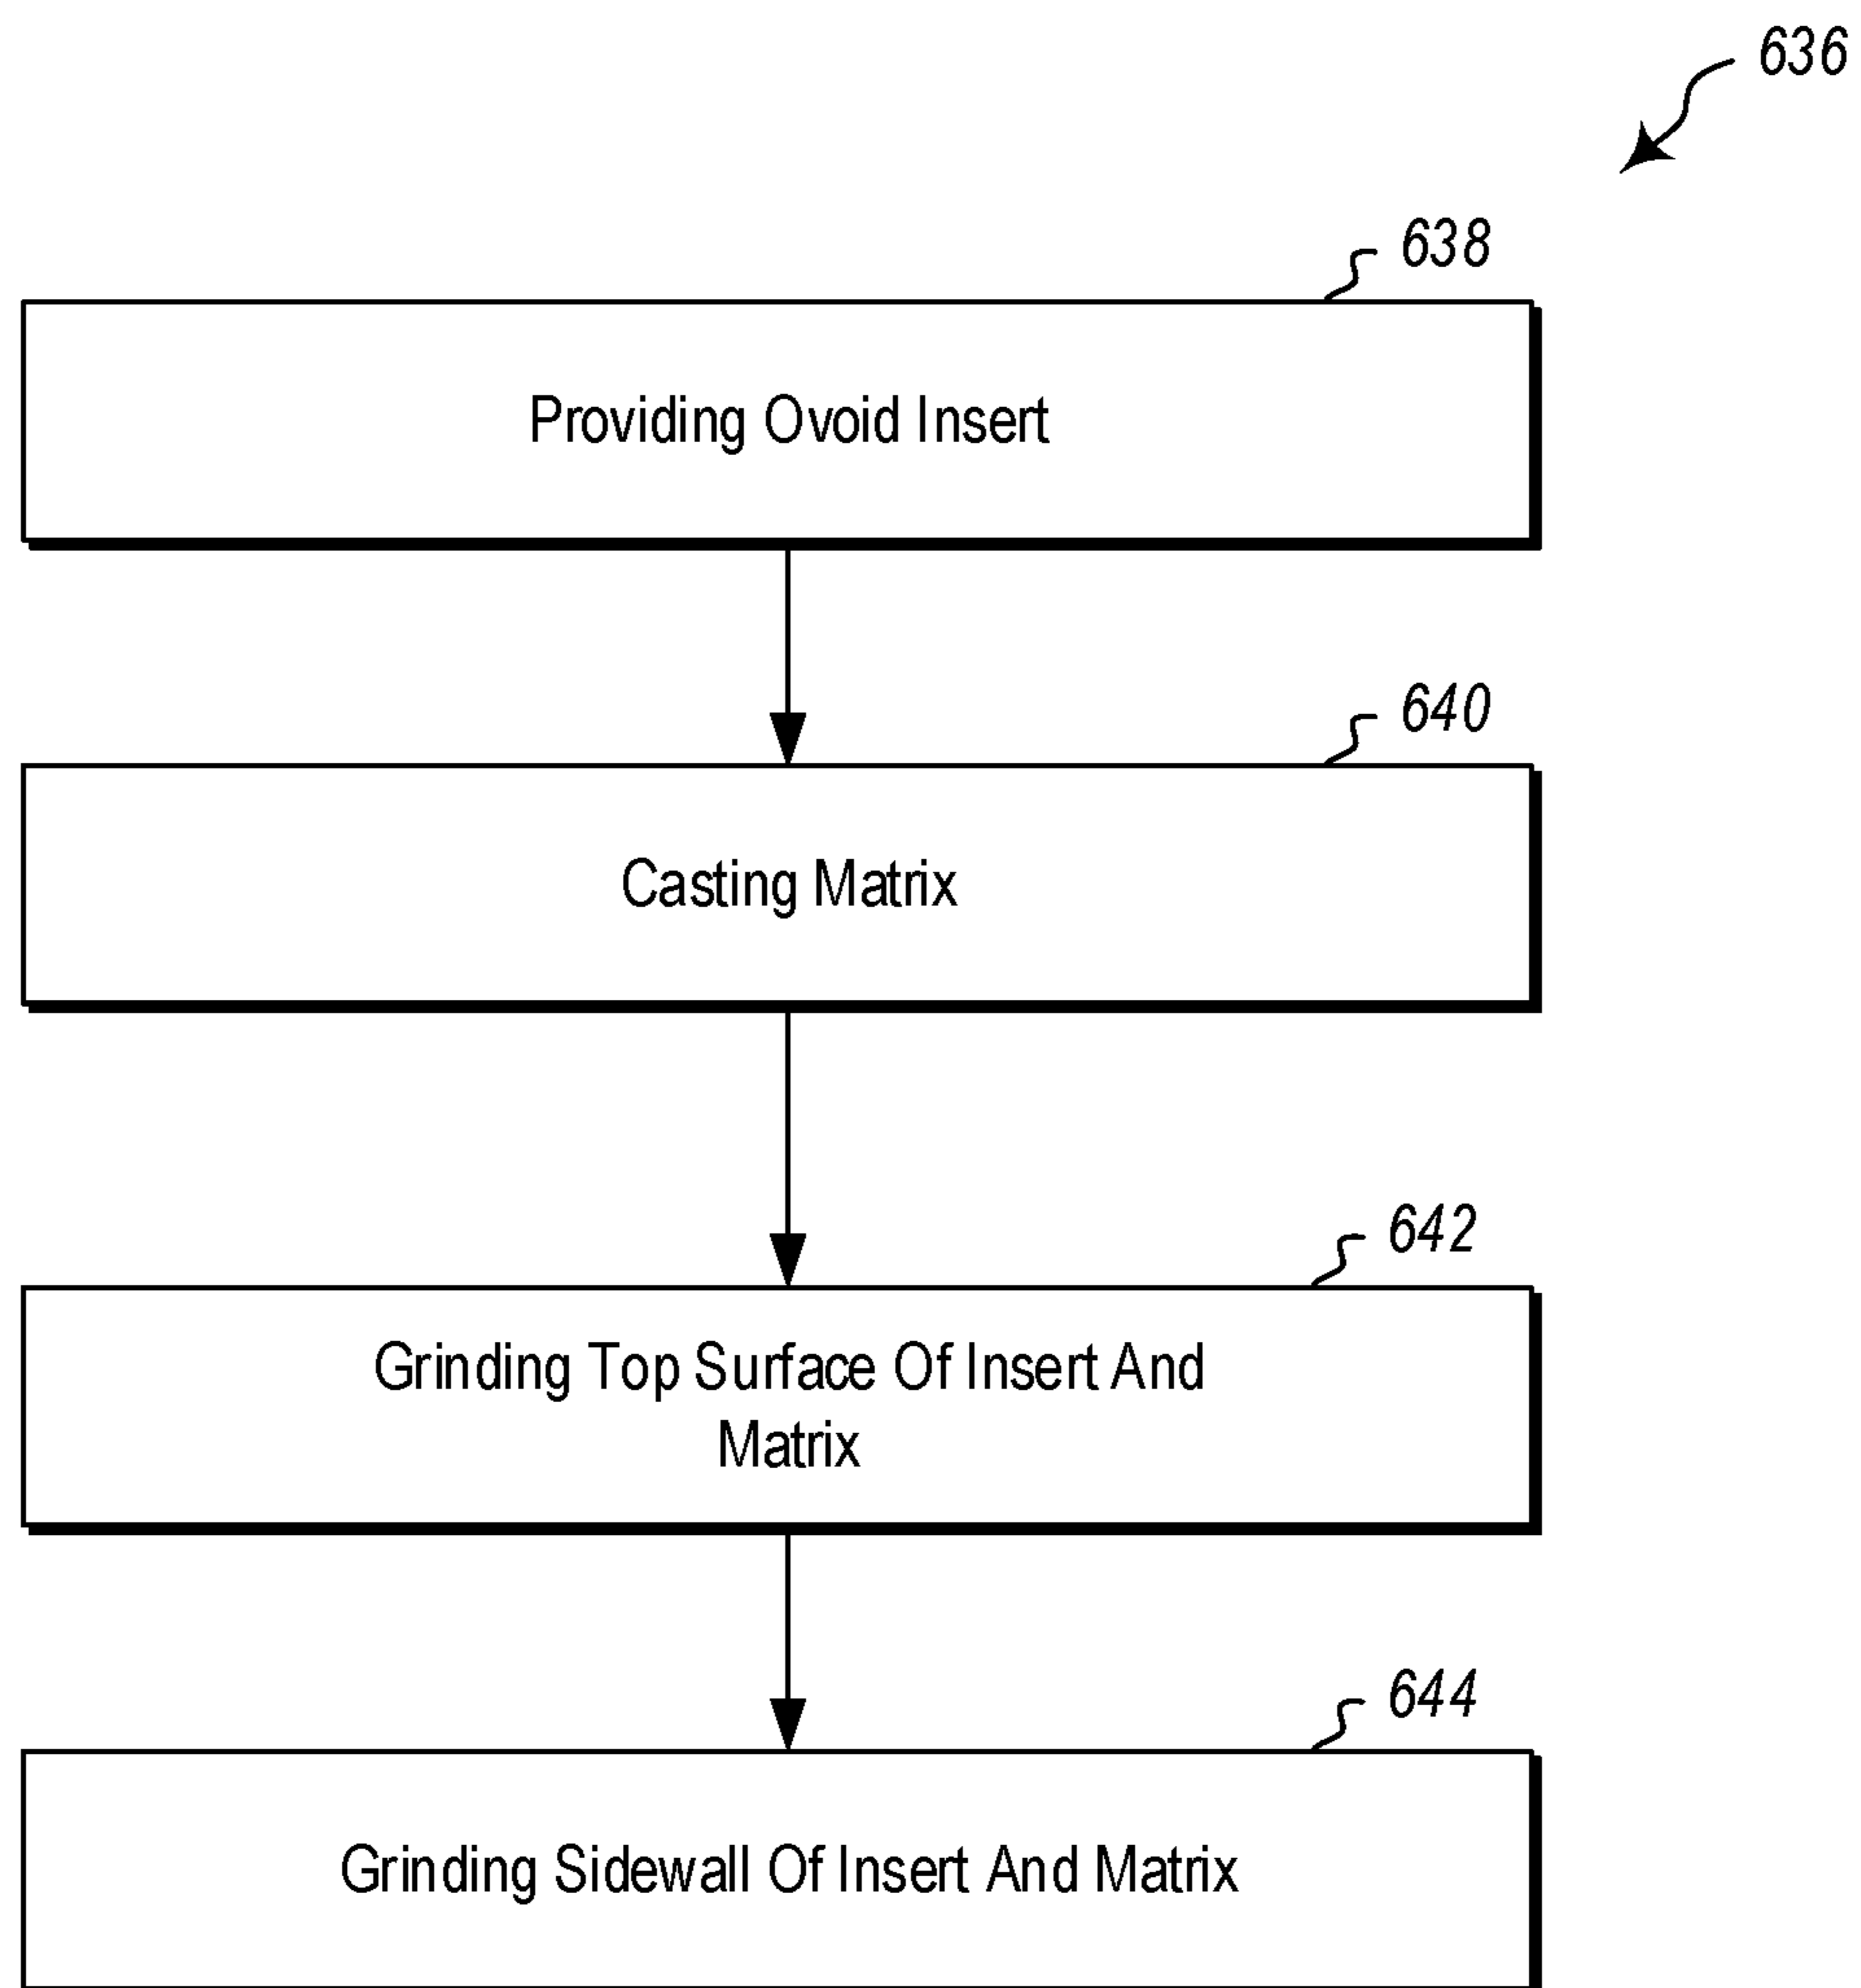 636
638
Providing Ovoid Insert
640
Casting Matrix
642
Grinding Top Surface Of Insert And
Matrix
644
Grinding Sidewall Of Insert And Matrix